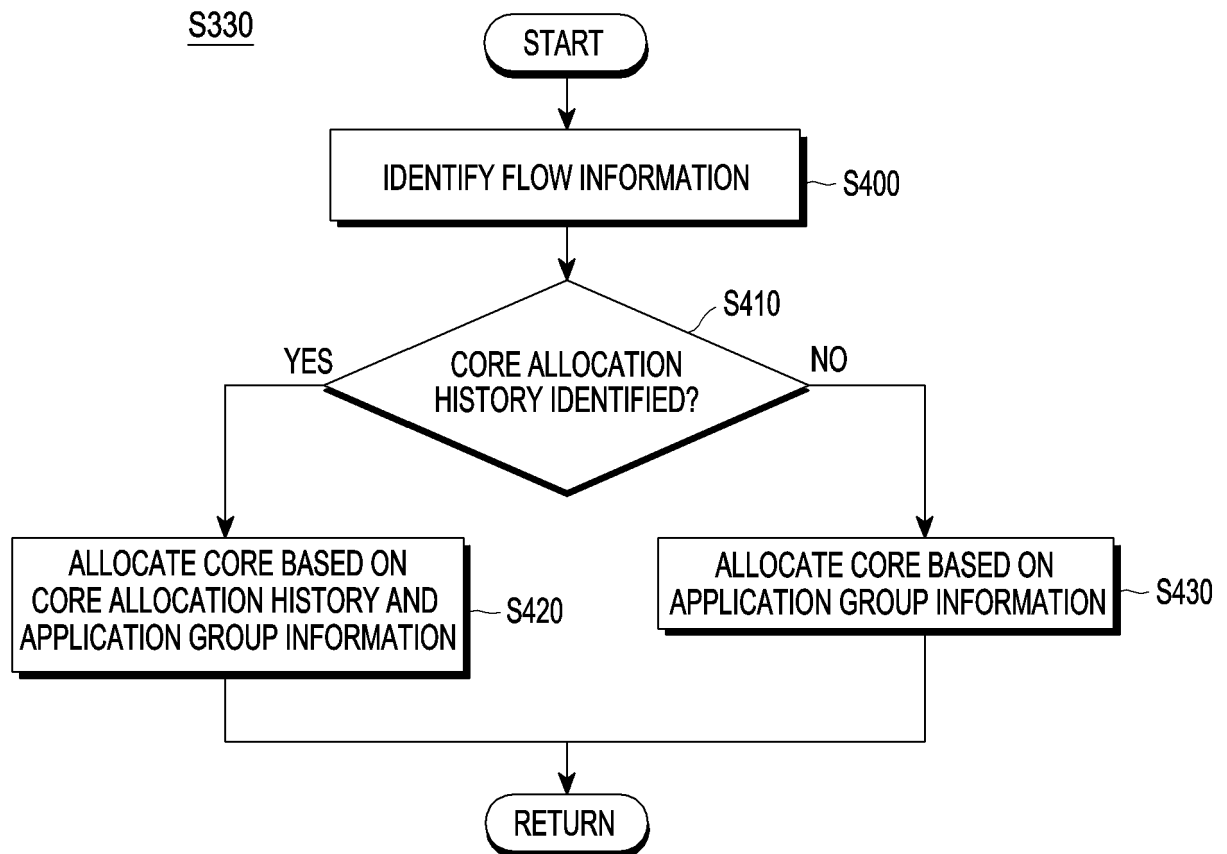 S330
START
IDENTIFY FLOW INFORMATION
S400
S410
YES
CORE ALLOCATION
HISTORY IDENTIFIED?
NO
ALLOCATE CORE BASED ON
CORE ALLOCATION HISTORY AND
APPLICATION GROUP INFORMATION
S420
ALLOCATE CORE BASED ON
APPLICATION GROUP INFORMATION
S430
RETURN